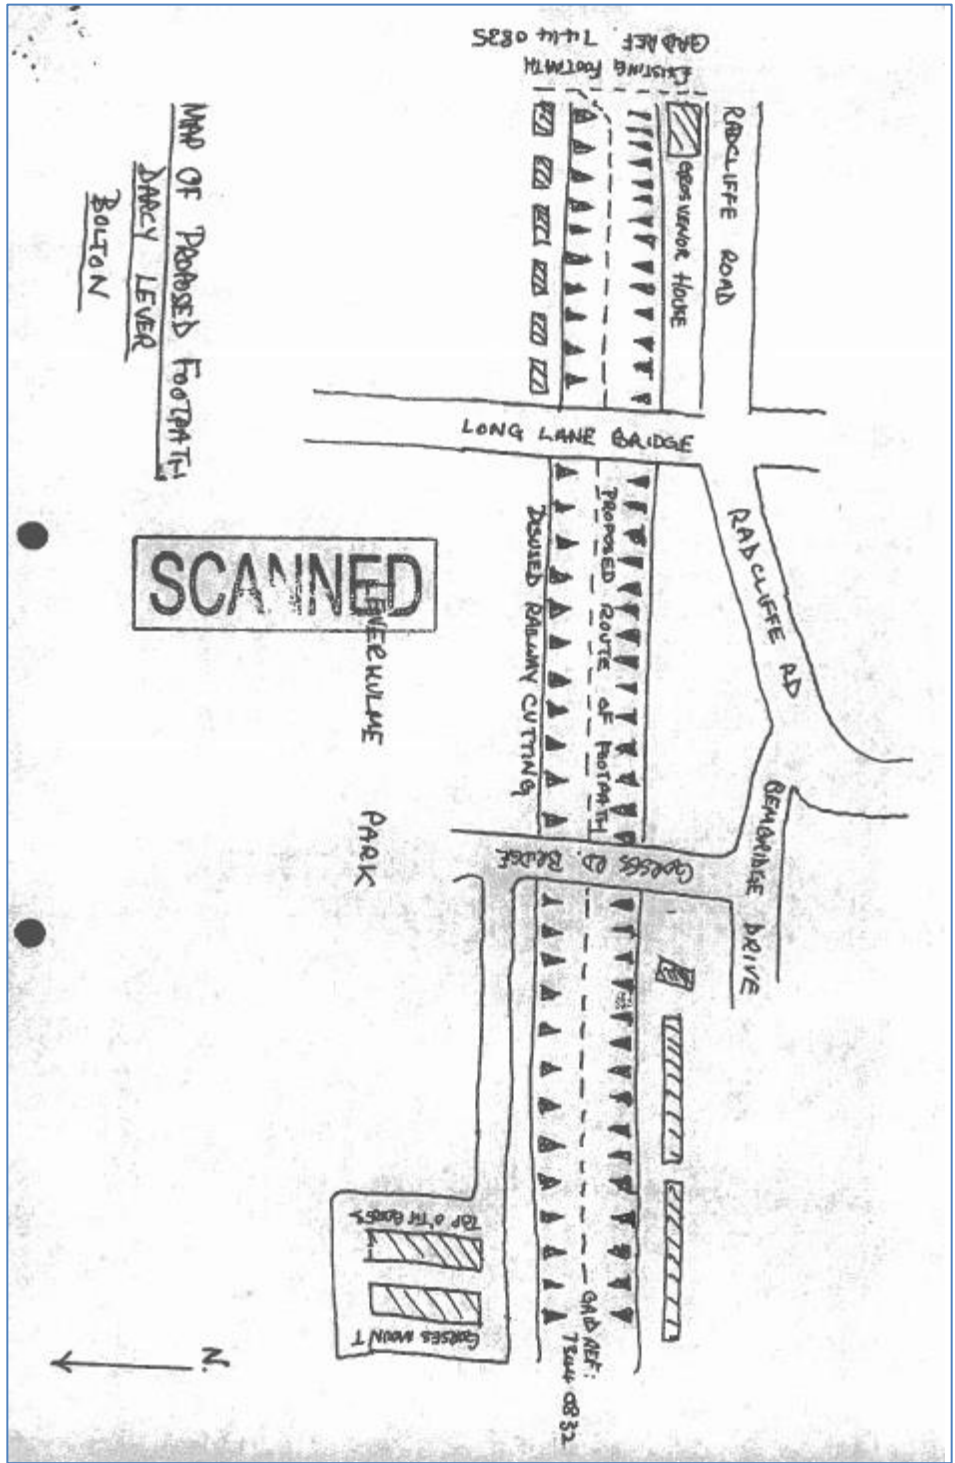 GRID REF 7444 0835
EXISTING FOOTPATH
RADCLIFFE ROAD
GROSVENOR HOUSE
MAP OF PROPOSED FOOTPATH
DARCY LEVER
BOLTON
LONG LANE BRIDGE
RADCLIFFE RD
PROPOSED ROUTE OF FOOTPATH
DISUSED RAILWAY CUTTING
SCANNED
LEVERHULME PARK
BEMBRIDGE DRIVE
GORSES RD. BRIDGE
TOP O'TH GORSES
GORSES MOUNT
GRID REF:
7344 0832
N.